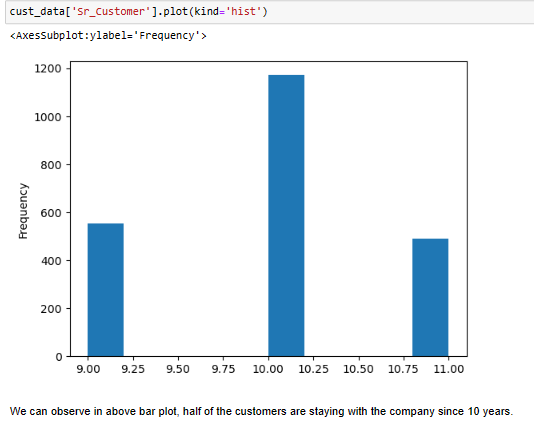 cust_data['Sr_Customer'].plot(kind='hist')
<AxesSubplot:ylabel='Frequency'>
1200
1000
800
600
400
200
0
Frequency
9.00 9.25 9.50 9.75 10.00 10.25 10.50 10.75 11.00
We can observe in above bar plot, half of the customers are staying with the company since 10 years.